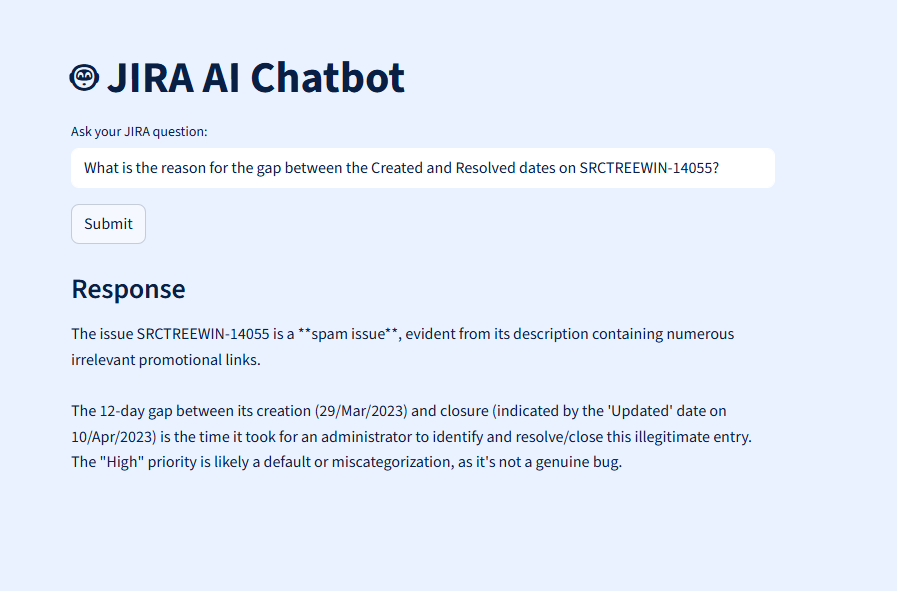 JIRA AI Chatbot
Ask your JIRA question:
What is the reason for the gap between the Created and Resolved dates on SRCTREEWIN-14055?
Submit
Response
The issue SRCTREEWIN-14055 is a **spam issue**, evident from its description containing numerous
irrelevant promotional links.
The 12-day gap between its creation (29/Mar/2023) and closure (indicated by the 'Updated' date on
10/Apr/2023) is the time it took for an administrator to identify and resolve/close this illegitimate entry.
The "High" priority is likely a default or miscategorization, as it's not a genuine bug.